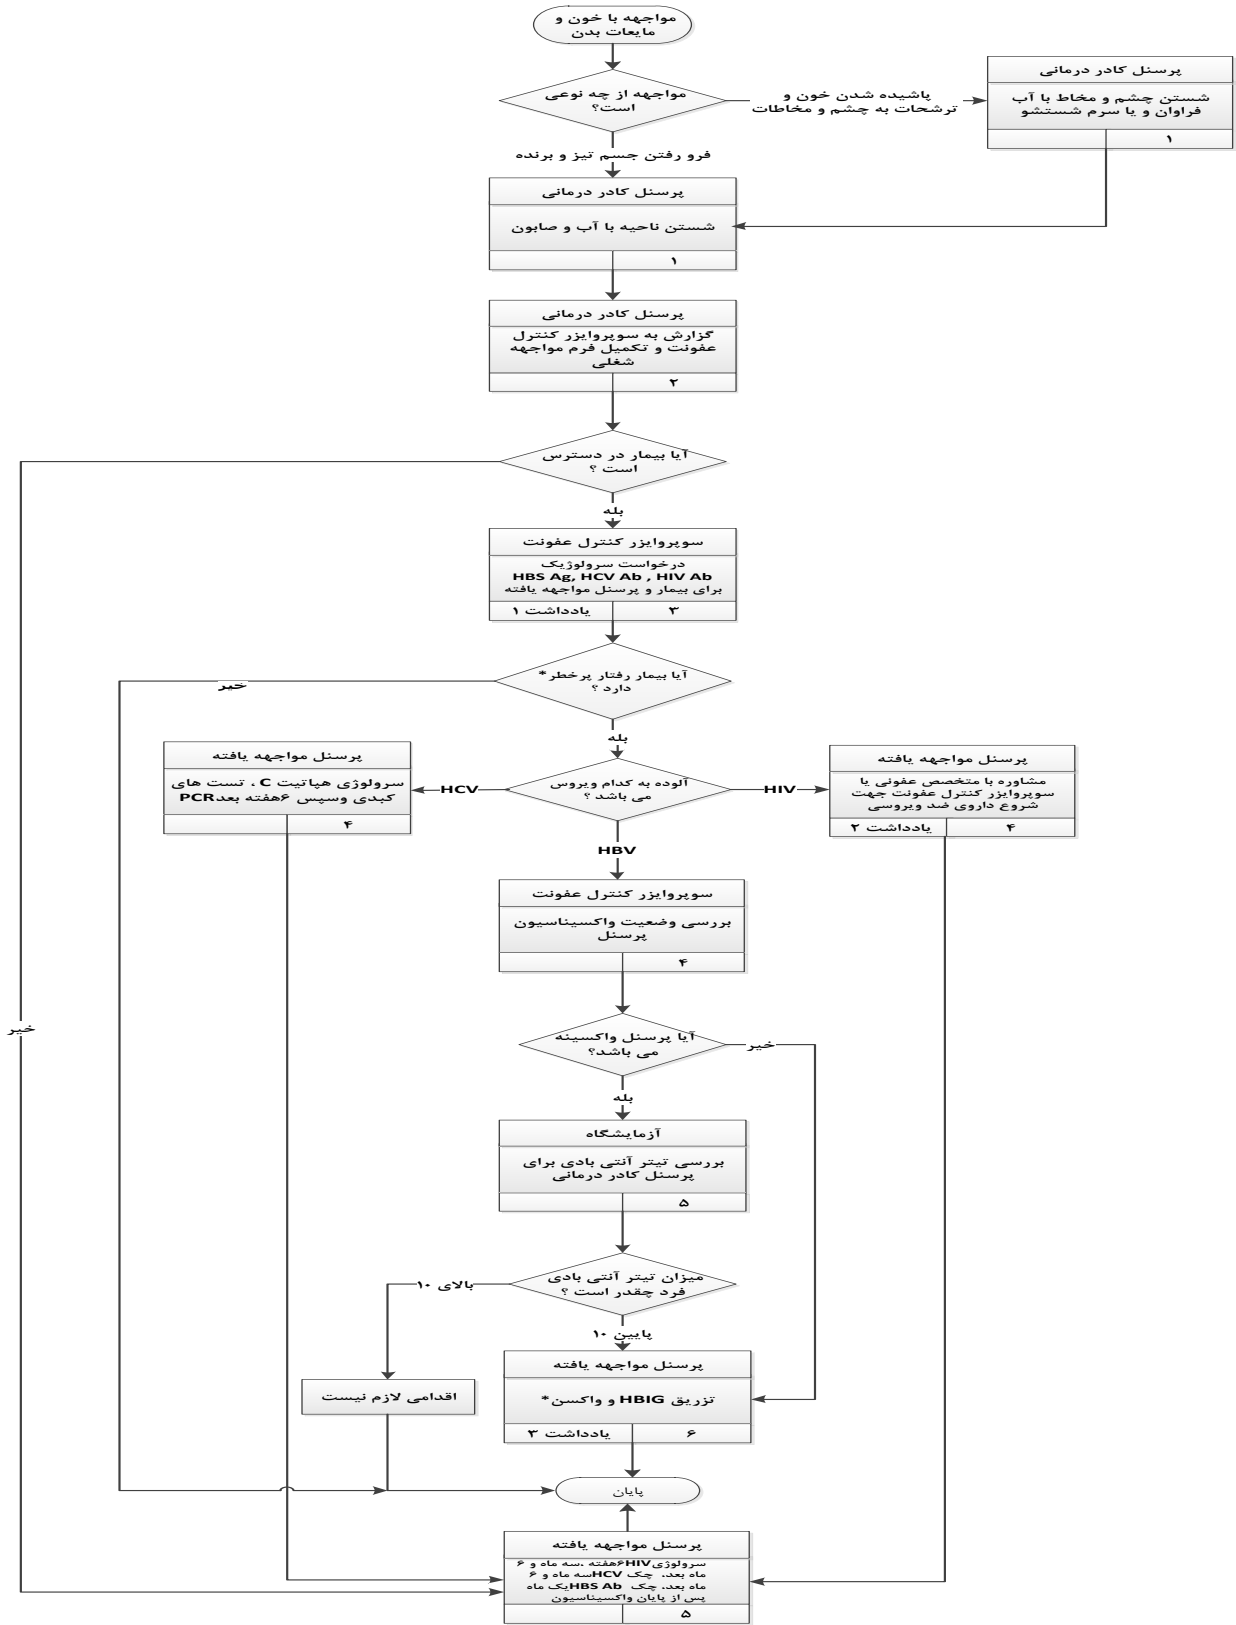 مواجهه با خون و
مایعات بدن
مواجهه از چه نوعی
است؟
پاشیده شدن خون و
ترشحات به چشم و مخاطات
پرسنل کادر درمانی
شستن چشم و مخاط با آب
فراوان و یا سرم شستشو
۱
فرو رفتن جسم تیز و برنده
پرسنل کادر درمانی
شستن ناحیه با آب و صابون
۱
پرسنل کادر درمانی
گزارش به سوپروایزر کنترل
عفونت و تکمیل فرم مواجهه
شغلی
۲
آیا بیمار در دسترس
است ؟
بله
سوپروایزر کنترل عفونت
درخواست سرولوژیک
HBS Ag, HCV Ab , HIV Ab
برای بیمار و پرسنل مواجهه یافته
۳
یادداشت ۱
آیا بیمار رفتار پرخطر*
دارد ؟
خیر
بله
آلوده به کدام ویروس
می باشد ؟
HIV
پرسنل مواجهه یافته
مشاوره با متخصص عفونی یا
سوپروایزر کنترل عفونت جهت
شروع داروی ضد ویروسی
۴
یادداشت ۲
HCV
پرسنل مواجهه یافته
سرولوژی هپاتیت C ، تست های
کبدی وسپس ۶هفته بعدPCR
۴
HBV
سوپروایزر کنترل عفونت
بررسی وضعیت واکسیناسیون
پرسنل
۴
خیر
آیا پرسنل واکسینه
می باشد؟
خیر
بله
آزمایشگاه
بررسی تیتر آنتی بادی برای
پرسنل کادر درمانی
۵
میزان تیتر آنتی بادی
فرد چقدر است ؟
بالای ۱۰
پایین ۱۰
پرسنل مواجهه یافته
تزریق HBIG و واکسن*
۶
یادداشت ۳
اقدامی لازم نیست
پایان
پرسنل مواجهه یافته
سرولوژیHIV۶هفته ،سه ماه و ۶
ماه بعد. چک HCVسه ماه و ۶
ماه بعد. چک HBS Abیک ماه
پس از پایان واکسیناسیون
۵